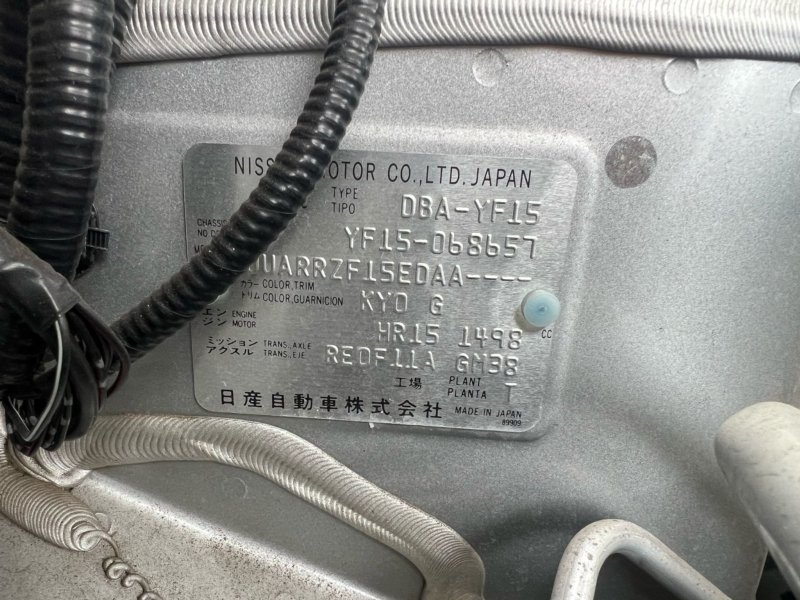 MOTOR CO.,LTD.JAPAN
TYPE
TIPO DBA-YF15
YF15-068657
UARRZF15EDAA----
カラー COLOR,TRIM
トリム COLOR,GUARNICION KY0 G
エン ENGINE
ジン MOTOR HR15 1498 CC
ミッション TRANS.,AXLE
アクスル TRANS.,EJE RE0F11A GM38
工場 PLANT
PLANTA T
日産自動車株式会社 MADE IN JAPAN
89909